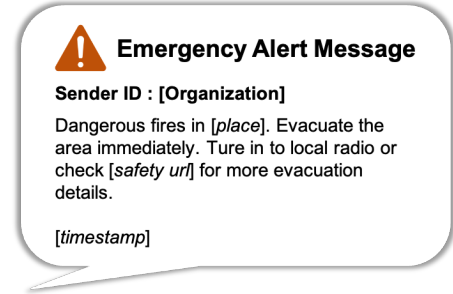 Emergency Alert Message
Sender ID : [Organization]
Dangerous fires in [place]. Evacuate the
area immediately. Ture in to local radio or
check [safety url] for more evacuation
details.
[timestamp]